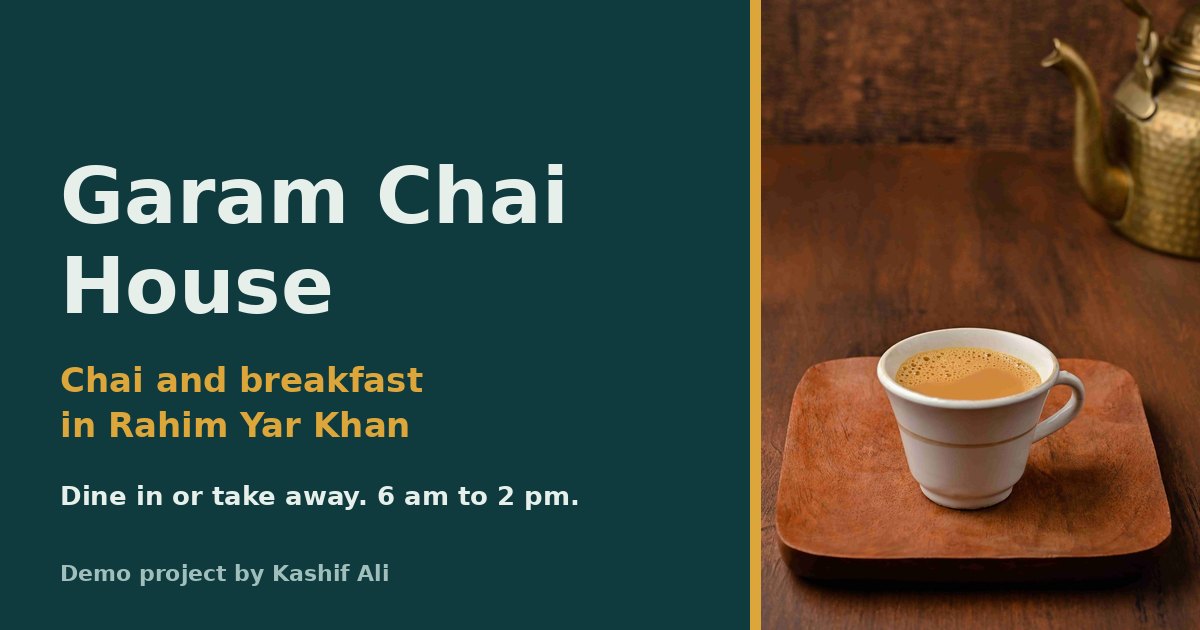 Garam Chai
House
Chai and breakfast
in Rahim Yar Khan
Dine in or take away. 6 am to 2 pm.
Demo project by Kashif Ali